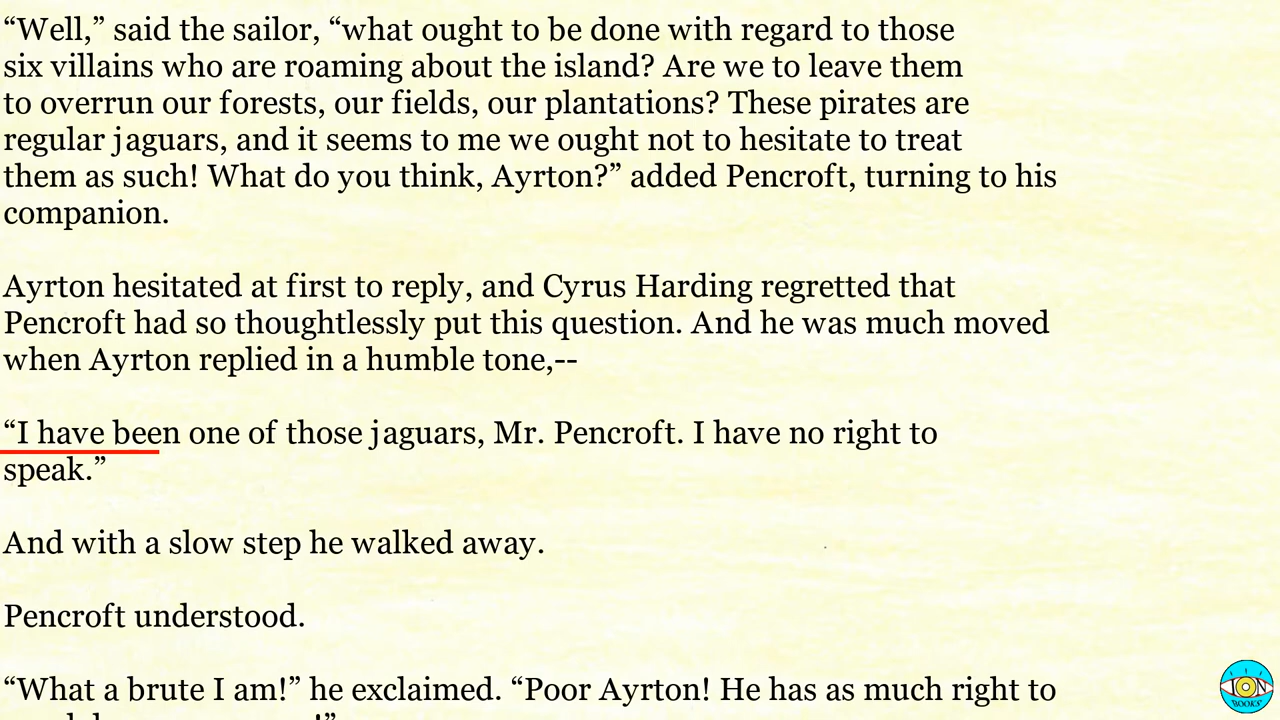 “Well,” said the sailor, “what ought to be done with regard to those
six villains who are roaming about the island? Are we to leave them
to overrun our forests, our fields, our plantations? These pirates are
regular jaguars, and it seems to me we ought not to hesitate to treat
them as such! What do you think, Ayrton?” added Pencroft, turning to his
companion.
Ayrton hesitated at first to reply, and Cyrus Harding regretted that
Pencroft had so thoughtlessly put this question. And he was much moved
when Ayrton replied in a humble tone,--
“I have been one of those jaguars, Mr. Pencroft. I have no right to
speak.”
And with a slow step he walked away.
Pencroft understood.
“What a brute I am!” he exclaimed. “Poor Ayrton! He has as much right to
ION
BOOKS